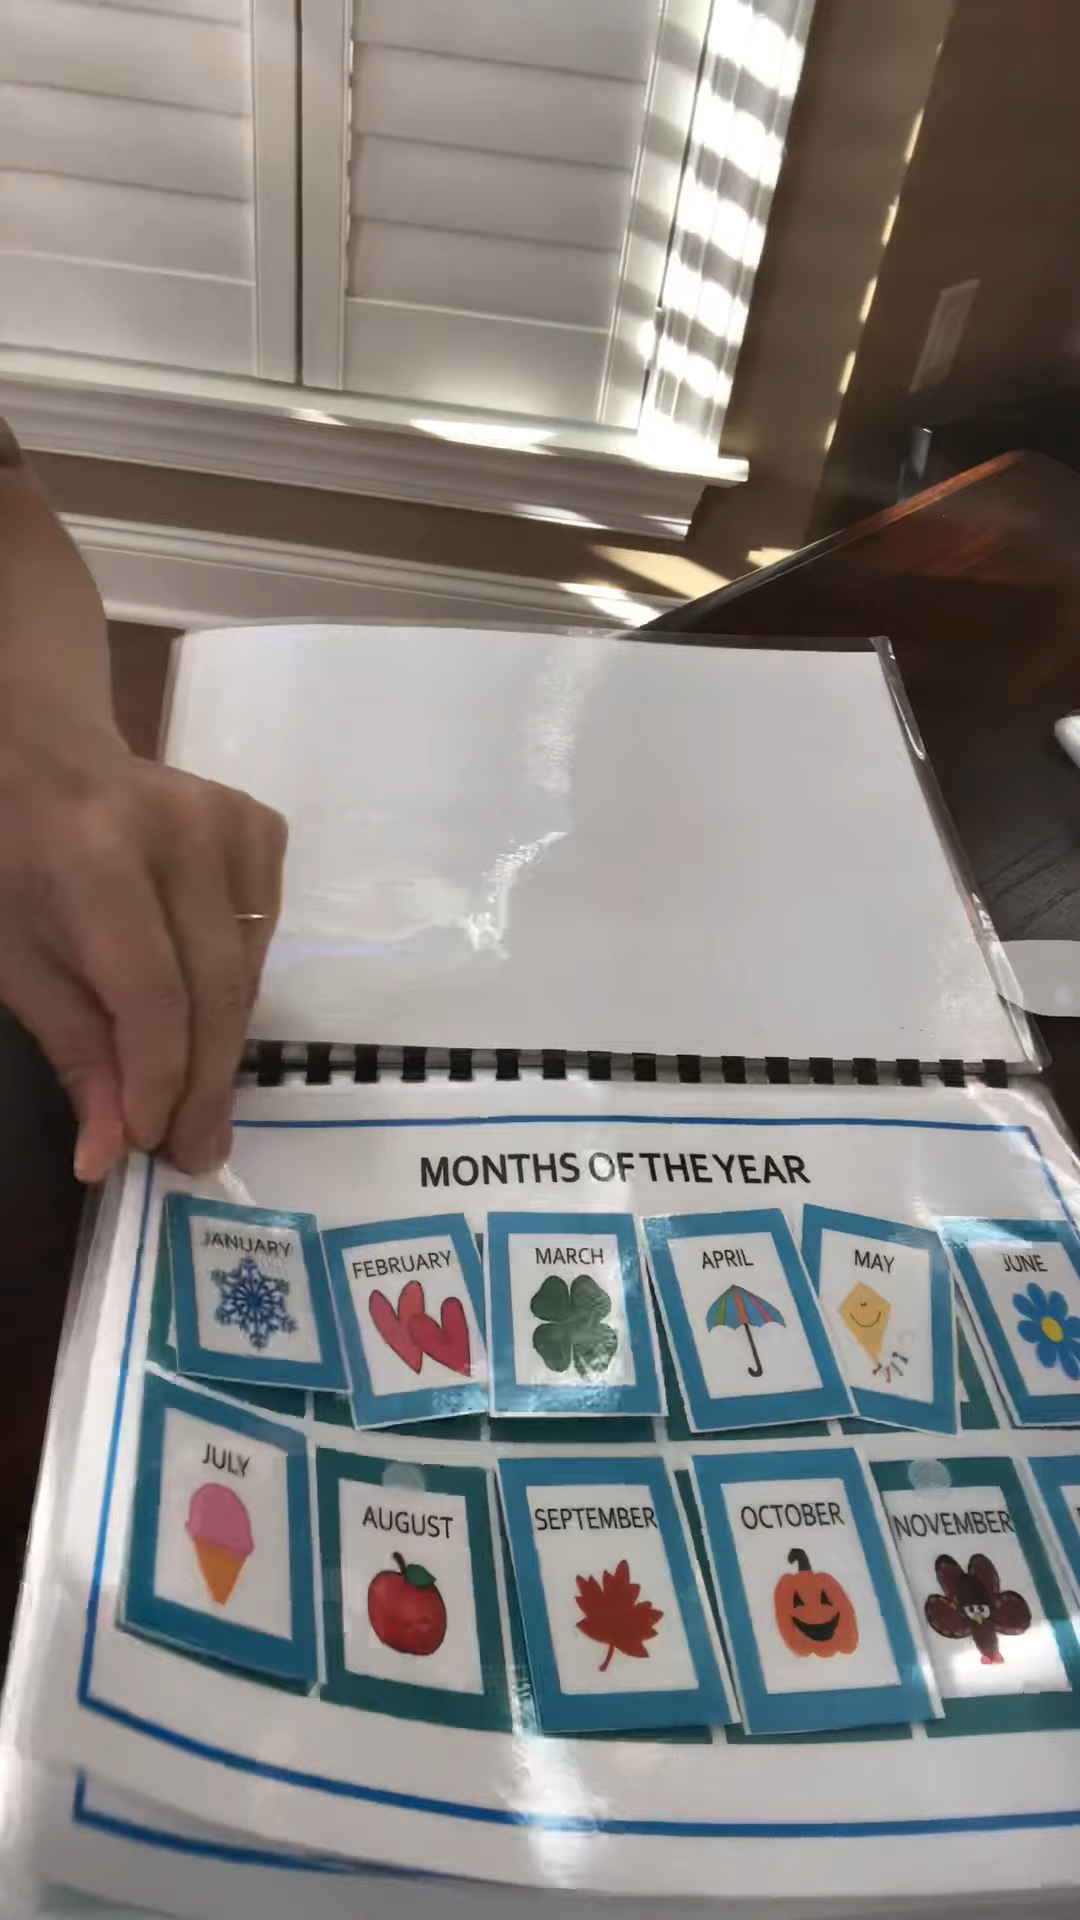 MONTHS OF THE YEAR
JANUARY
FEBRUARY
MARCH
APRIL
MAY
JUNE
JULY
AUGUST
SEPTEMBER
OCTOBER
NOVEMBER